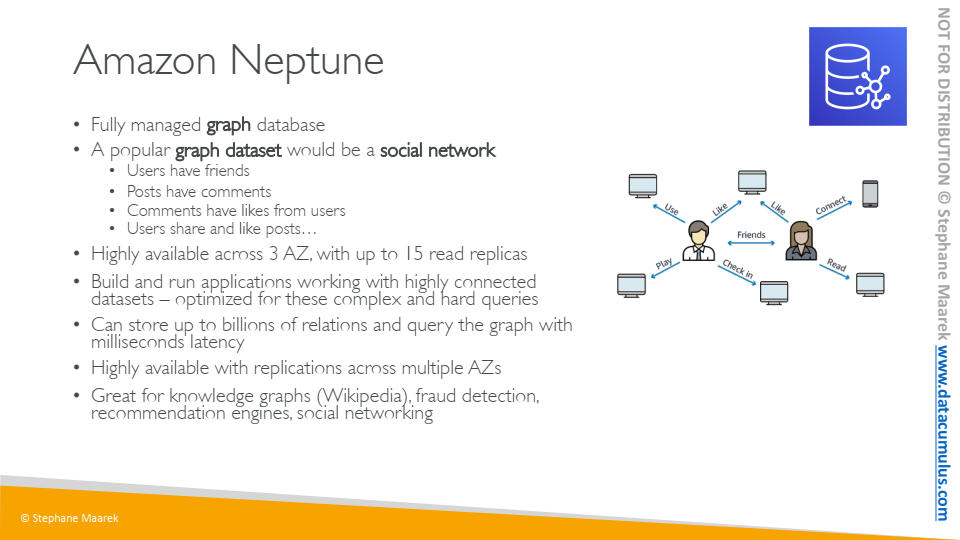 Amazon Neptune
• Fully managed graph database
• A popular graph dataset would be a social network
• Users have friends
• Posts have comments
• Comments have likes from users
• Users share and like posts…
• Highly available across 3 AZ, with up to 15 read replicas
• Build and run applications working with highly connected
datasets – optimized for these complex and hard queries
• Can store up to billions of relations and query the graph with
milliseconds latency
• Highly available with replications across multiple AZs
• Great for knowledge graphs (Wikipedia), fraud detection,
recommendation engines, social networking
Use
Like
Like
Connect
Friends
Play
Check in
Read
© Stephane Maarek
NOT FOR DISTRIBUTION © Stephane Maarek www.datacumulus.com